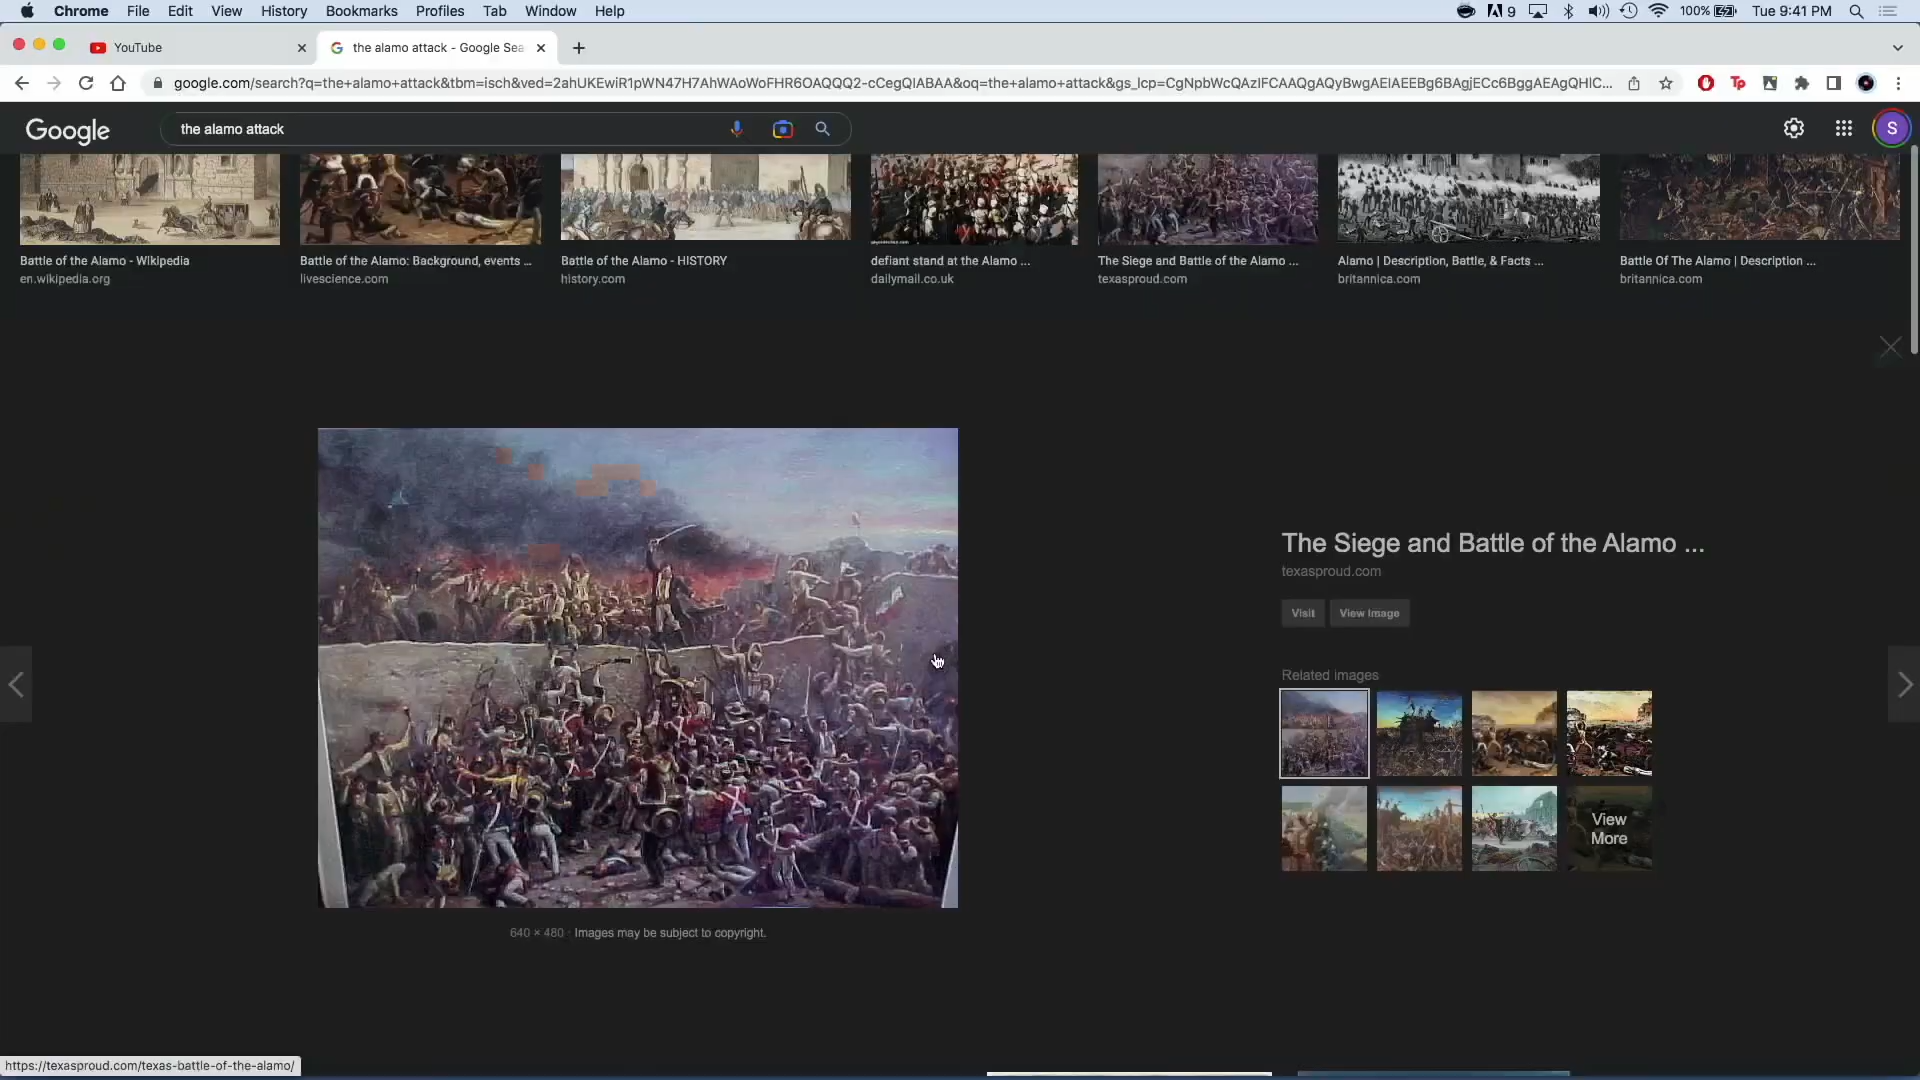 Chrome File Edit View History Bookmarks Profiles Tab Window Help
9 100% Tue 9:41 PM
YouTube
the alamo attack - Google Sea
google.com/search?q=the+alamo+attack&tbm=isch&ved=2ahUKEwiR1pWN47H7AhWAoWoFHR6OAQQQ2-cCegQIABAA&oq=the+alamo+attack&gs_lcp=CgNpbWcQAzIFCAAQgAQyBwgAEIAEEBg6BAgjECc6BggAEAgQHIC...
Google
the alamo attack
S
Battle of the Alamo - Wikipedia
en.wikipedia.org
Battle of the Alamo: Background, events ...
livescience.com
Battle of the Alamo - HISTORY
history.com
defiant stand at the Alamo ...
dailymail.co.uk
The Siege and Battle of the Alamo ...
texasproud.com
Alamo | Description, Battle, & Facts ...
britannica.com
Battle Of The Alamo | Description ...
britannica.com
The Siege and Battle of the Alamo ...
texasproud.com
Visit View Image
Related images
View
More
640 × 480 · Images may be subject to copyright.
https://texasproud.com/texas-battle-of-the-alamo/